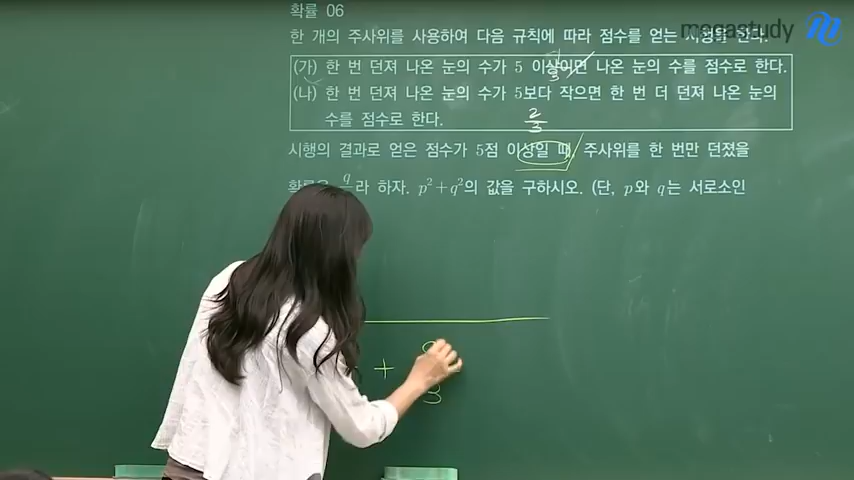 확률 06
한 개의 주사위를 사용하여 다음 규칙에 따라 점수를 얻는 시행을 한다.
megastudy
(가) 한 번 던져 나온 눈의 수가 5 이상이면 나온 눈의 수를 점수로 한다.
(나) 한 번 던져 나온 눈의 수가 5보다 작으면 한 번 더 던져 나온 눈의
수를 점수로 한다.
2/3
시행의 결과로 얻은 점수가 5점 이상일 때, 주사위를 한 번만 던졌을
q
라 하자. p²+q²의 값을 구하시오. (단, p와 q는 서로소인
+
3